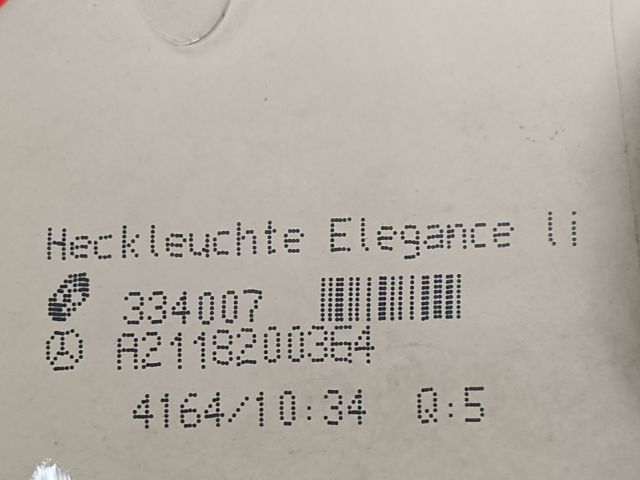 Heckleuchte Elegance li
334007
A A2118200364
4164/10:34 Q:5